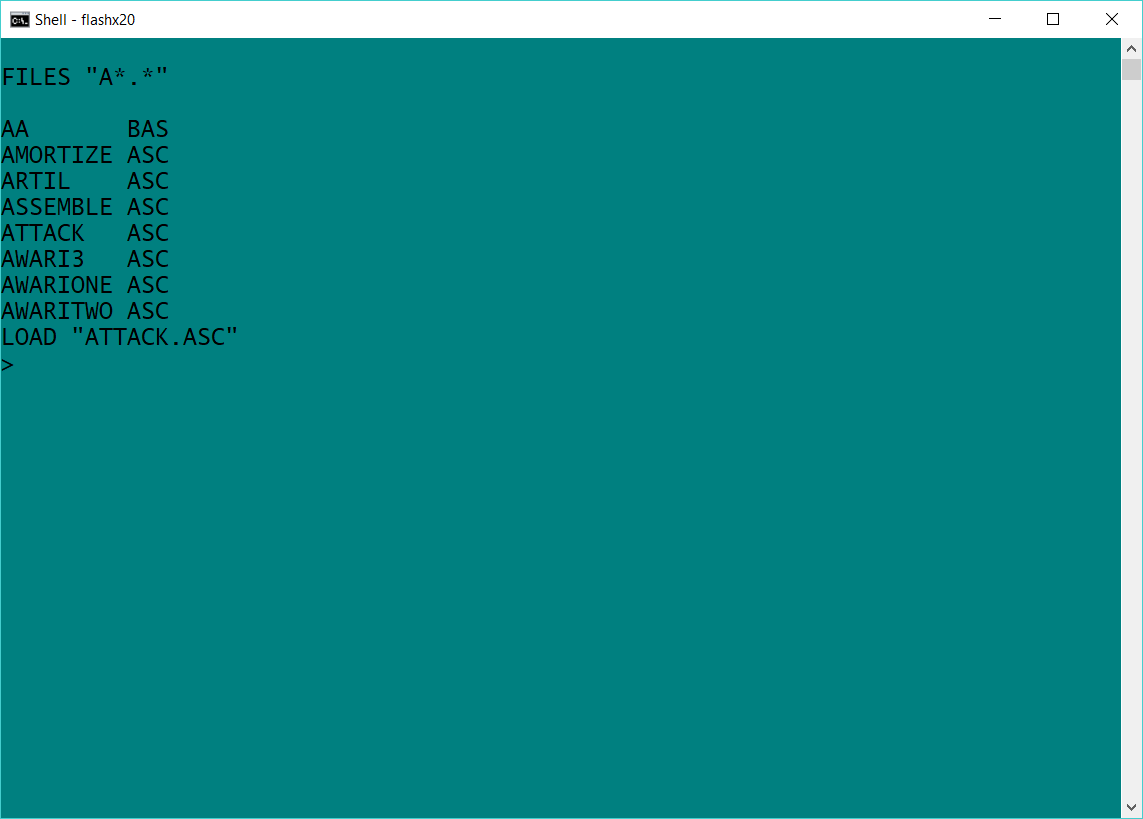 Shell - flashx20
FILES "A*.*"
AA       BAS
AMORTIZE ASC
ARTIL    ASC
ASSEMBLE ASC
ATTACK   ASC
AWARI3   ASC
AWARIONE ASC
AWARITWO ASC
LOAD "ATTACK.ASC"
>